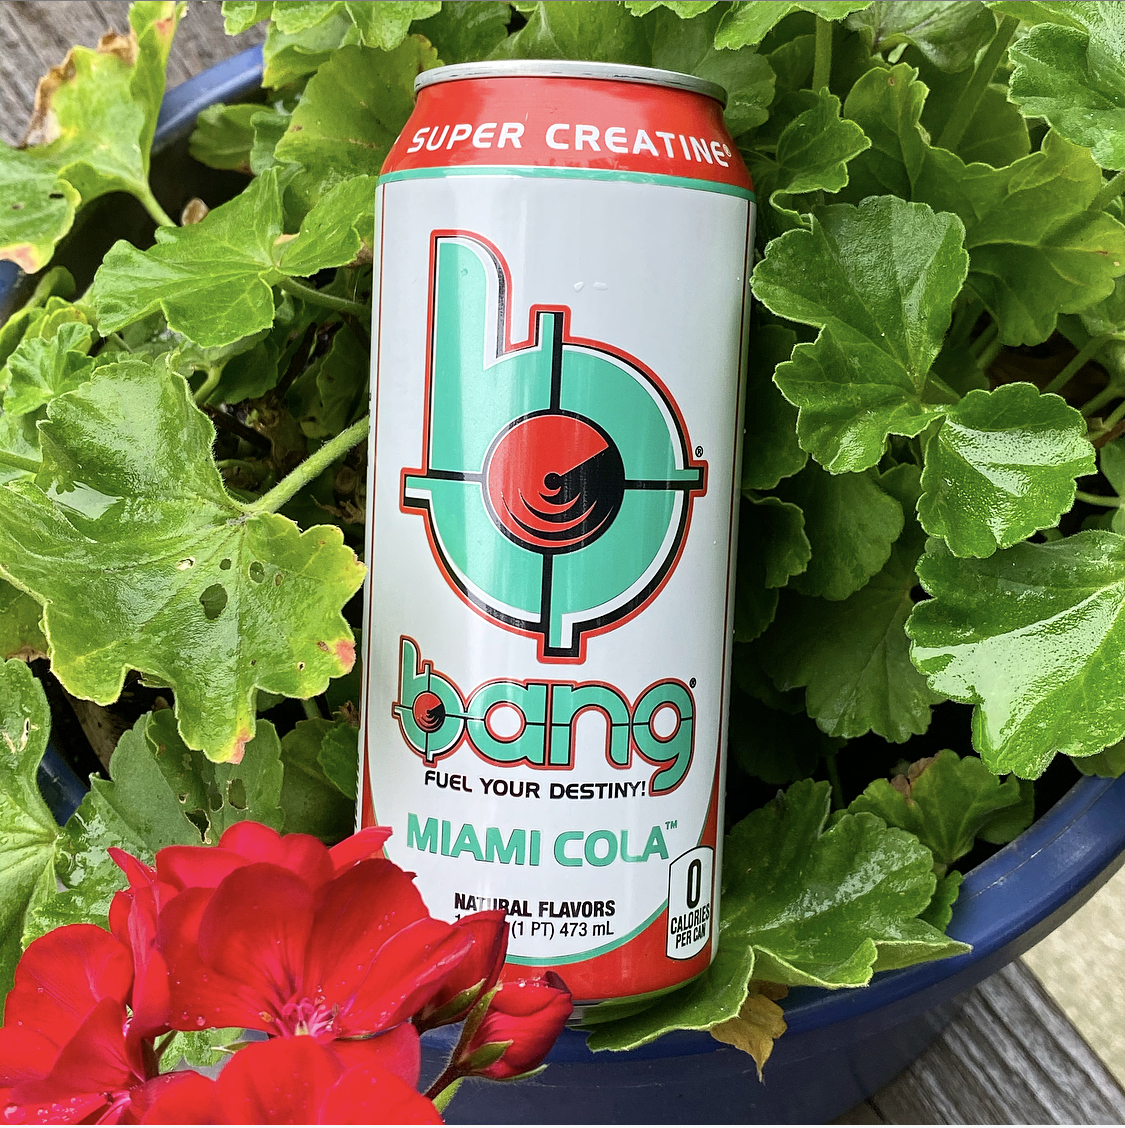 SUPER CREATINE®
b®
bang®
FUEL YOUR DESTINY!
MIAMI COLA™
NATURAL FLAVORS
(1 PT) 473 mL
0
CALORIES
PER CAN